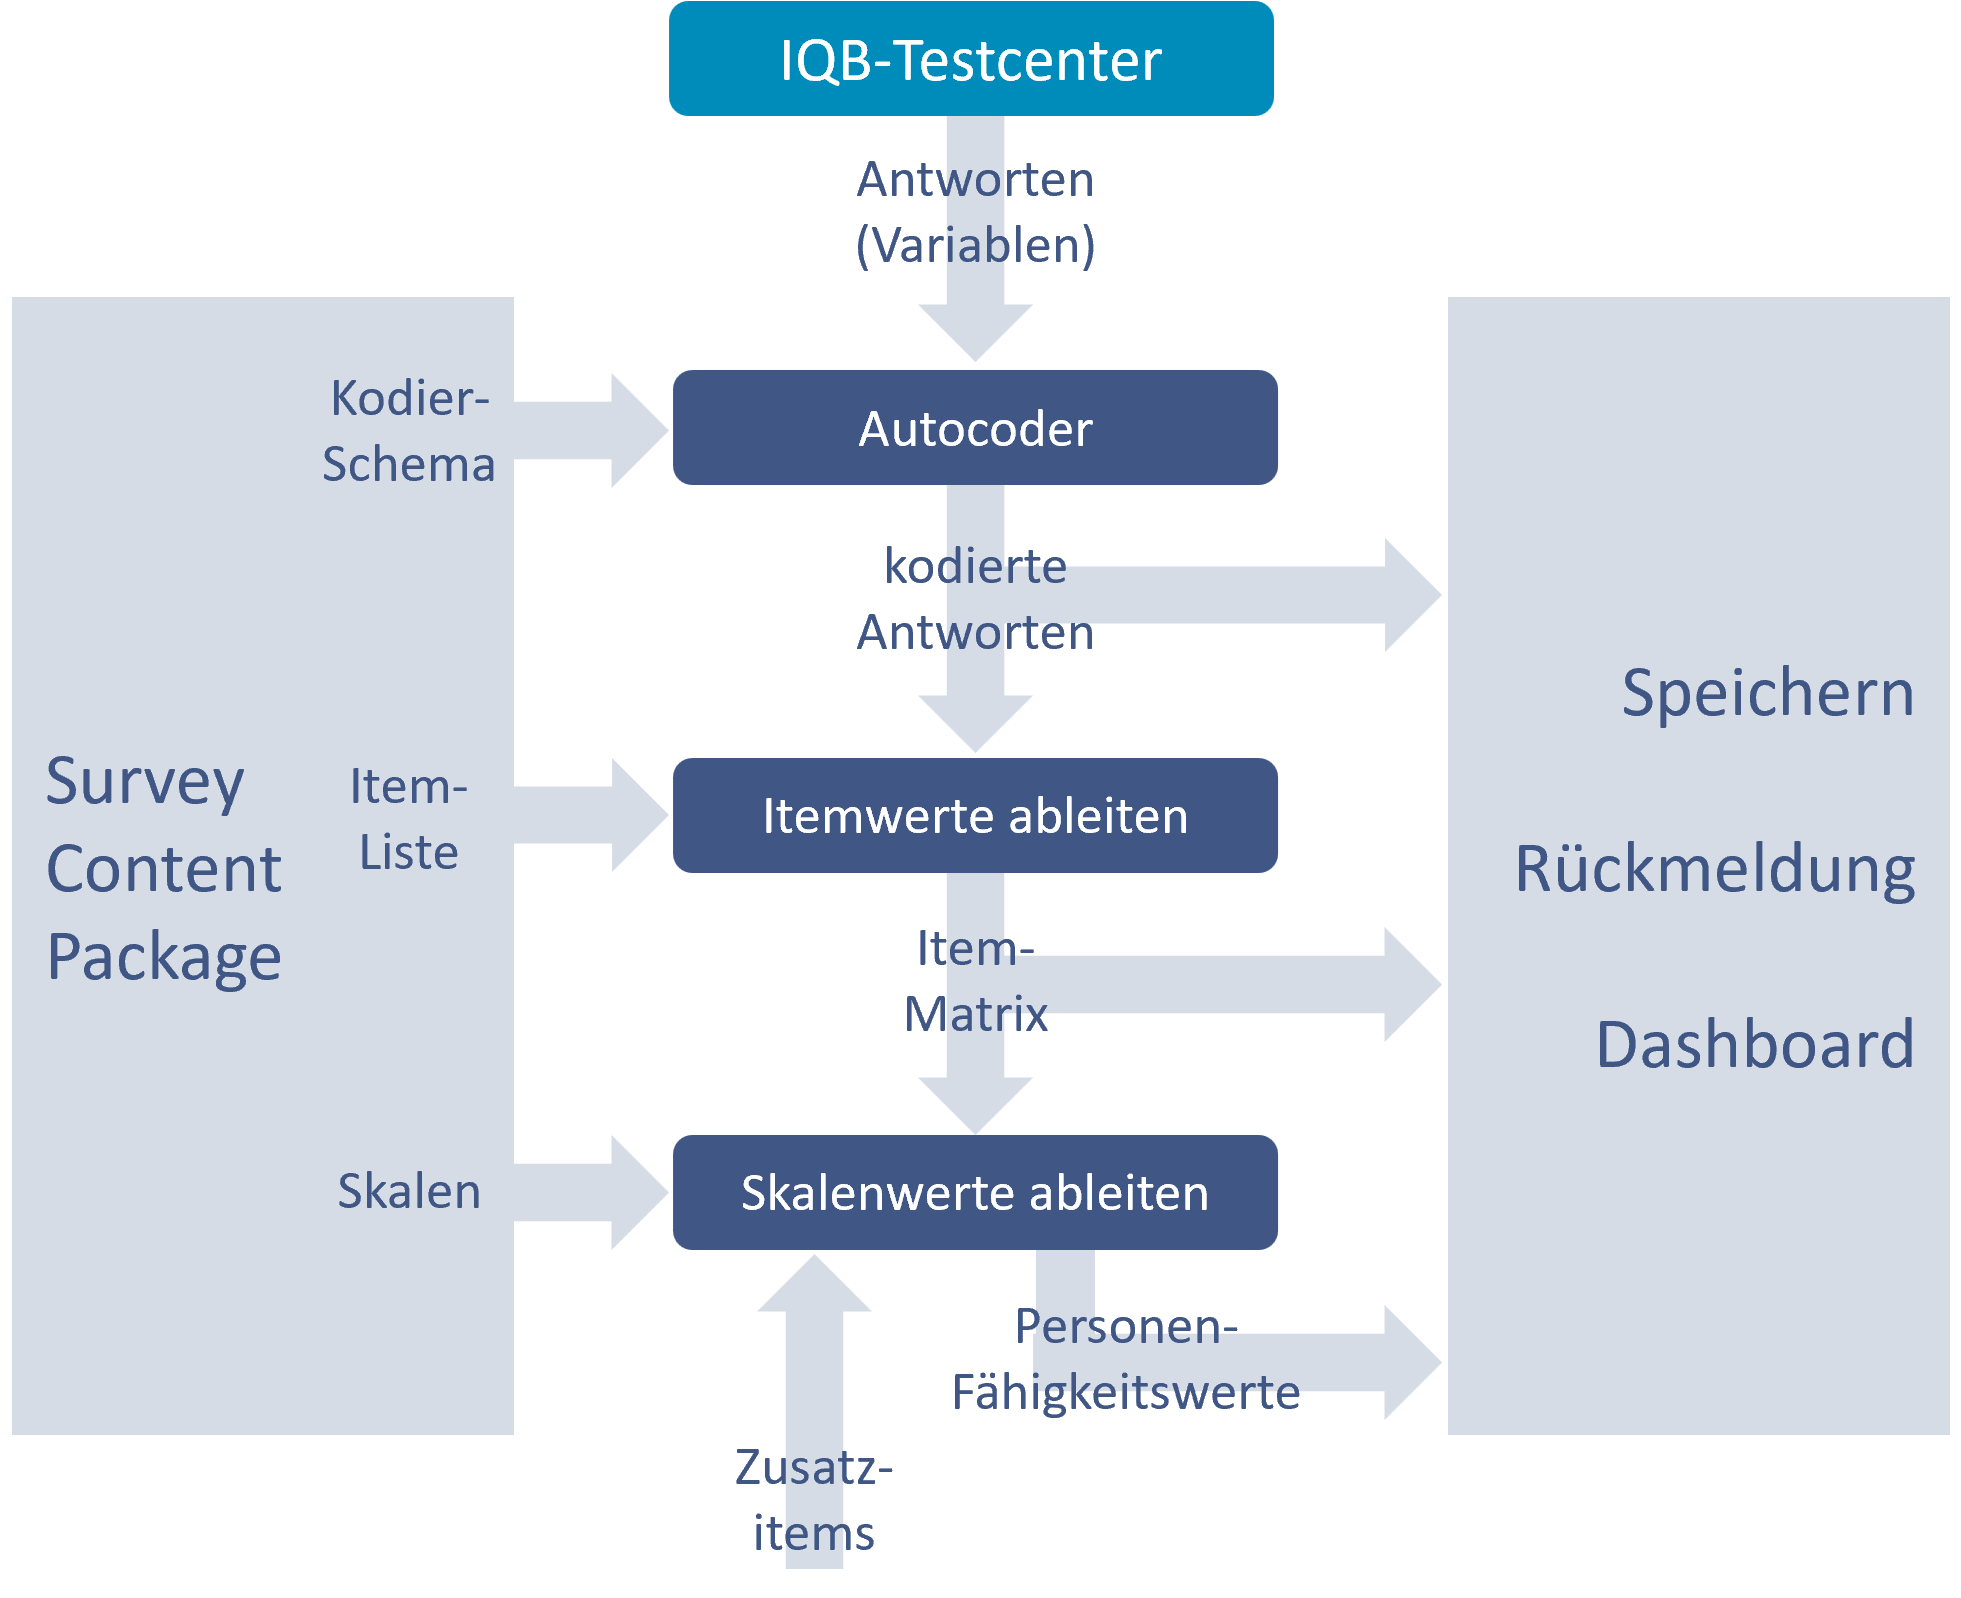 IQB-Testcenter
Antworten
(Variablen)
Kodier-
Schema
Autocoder
kodierte
Antworten
Survey
Content
Package
Item-
Liste
Itemwerte ableiten
Item-
Matrix
Speichern
Rückmeldung
Dashboard
Skalen
Skalenwerte ableiten
Personen-
Fähigkeitswerte
Zusatz-
items